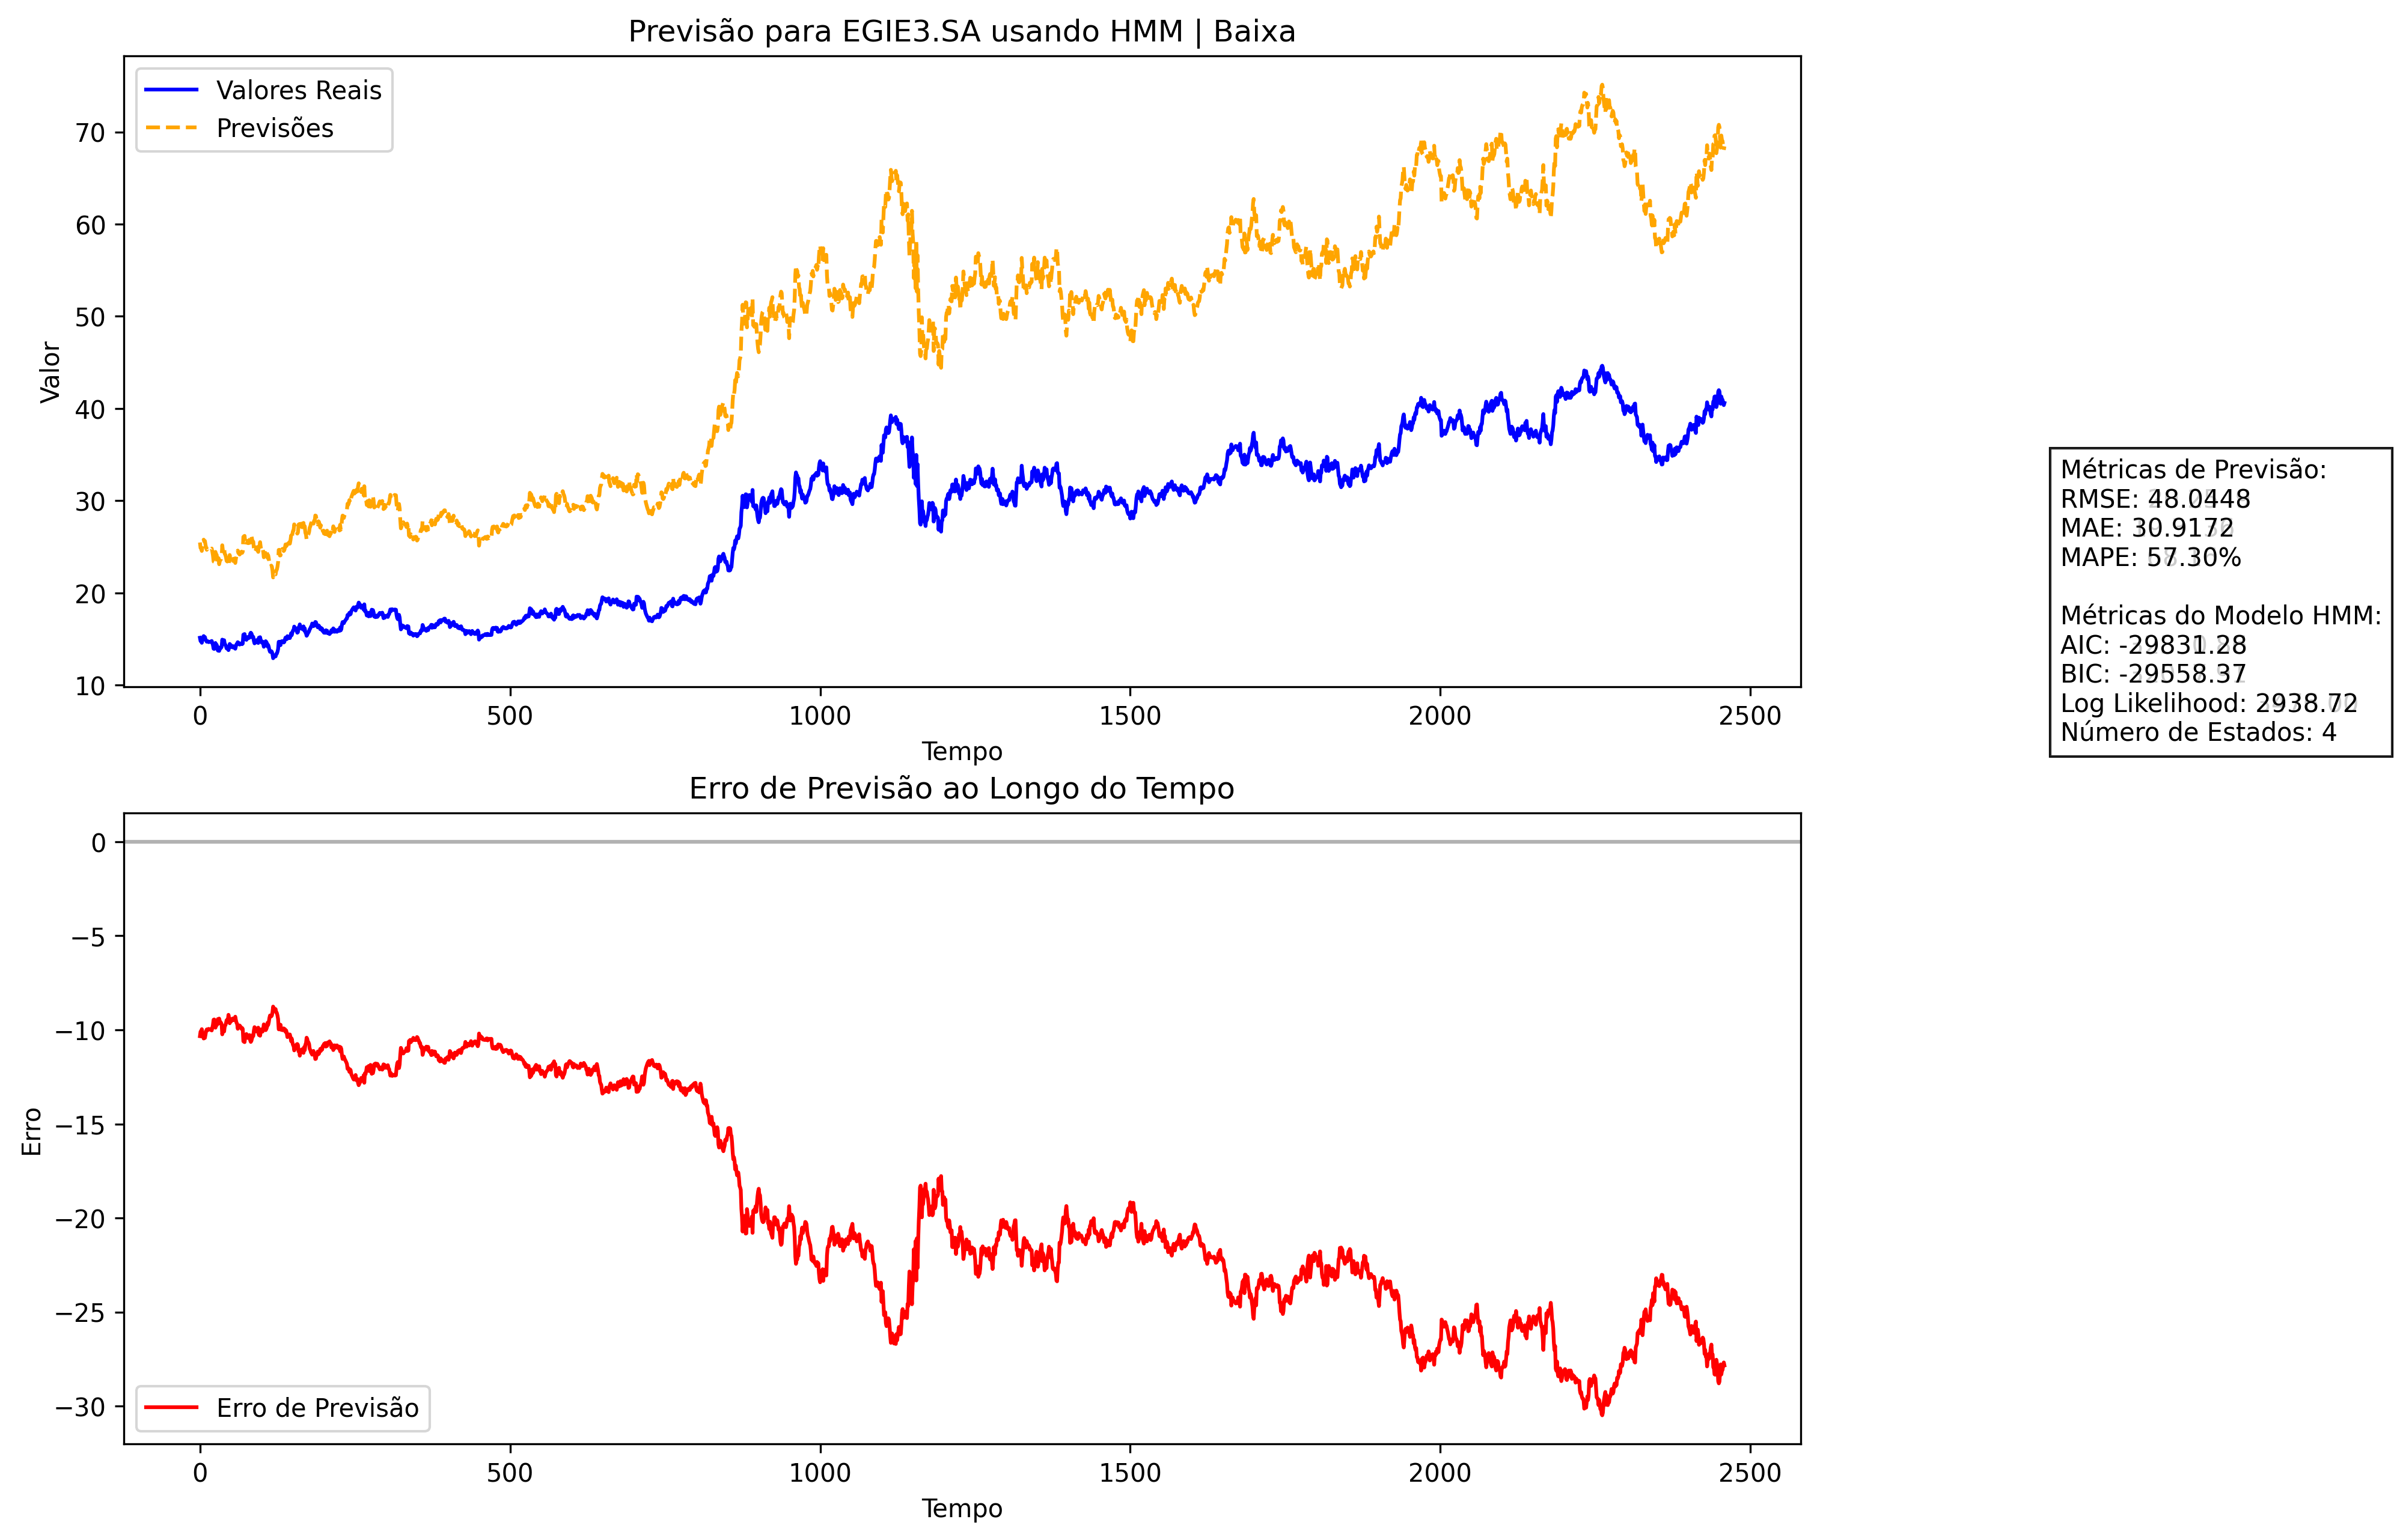 Previsão para EGIE3.SA usando HMM | Baixa
Valores Reais
Previsões
Valor
70
60
50
40
30
20
10
0
500
1000
1500
2000
2500
Tempo
Métricas de Previsão:
RMSE: 48.0448
MAE: 30.9172
MAPE: 57.30%
Métricas do Modelo HMM:
AIC: -29831.28
BIC: -29558.37
Log Likelihood: 2938.72
Número de Estados: 4
Erro de Previsão ao Longo do Tempo
Erro
0
−5
−10
−15
−20
−25
−30
Erro de Previsão
0
500
1000
1500
2000
2500
Tempo